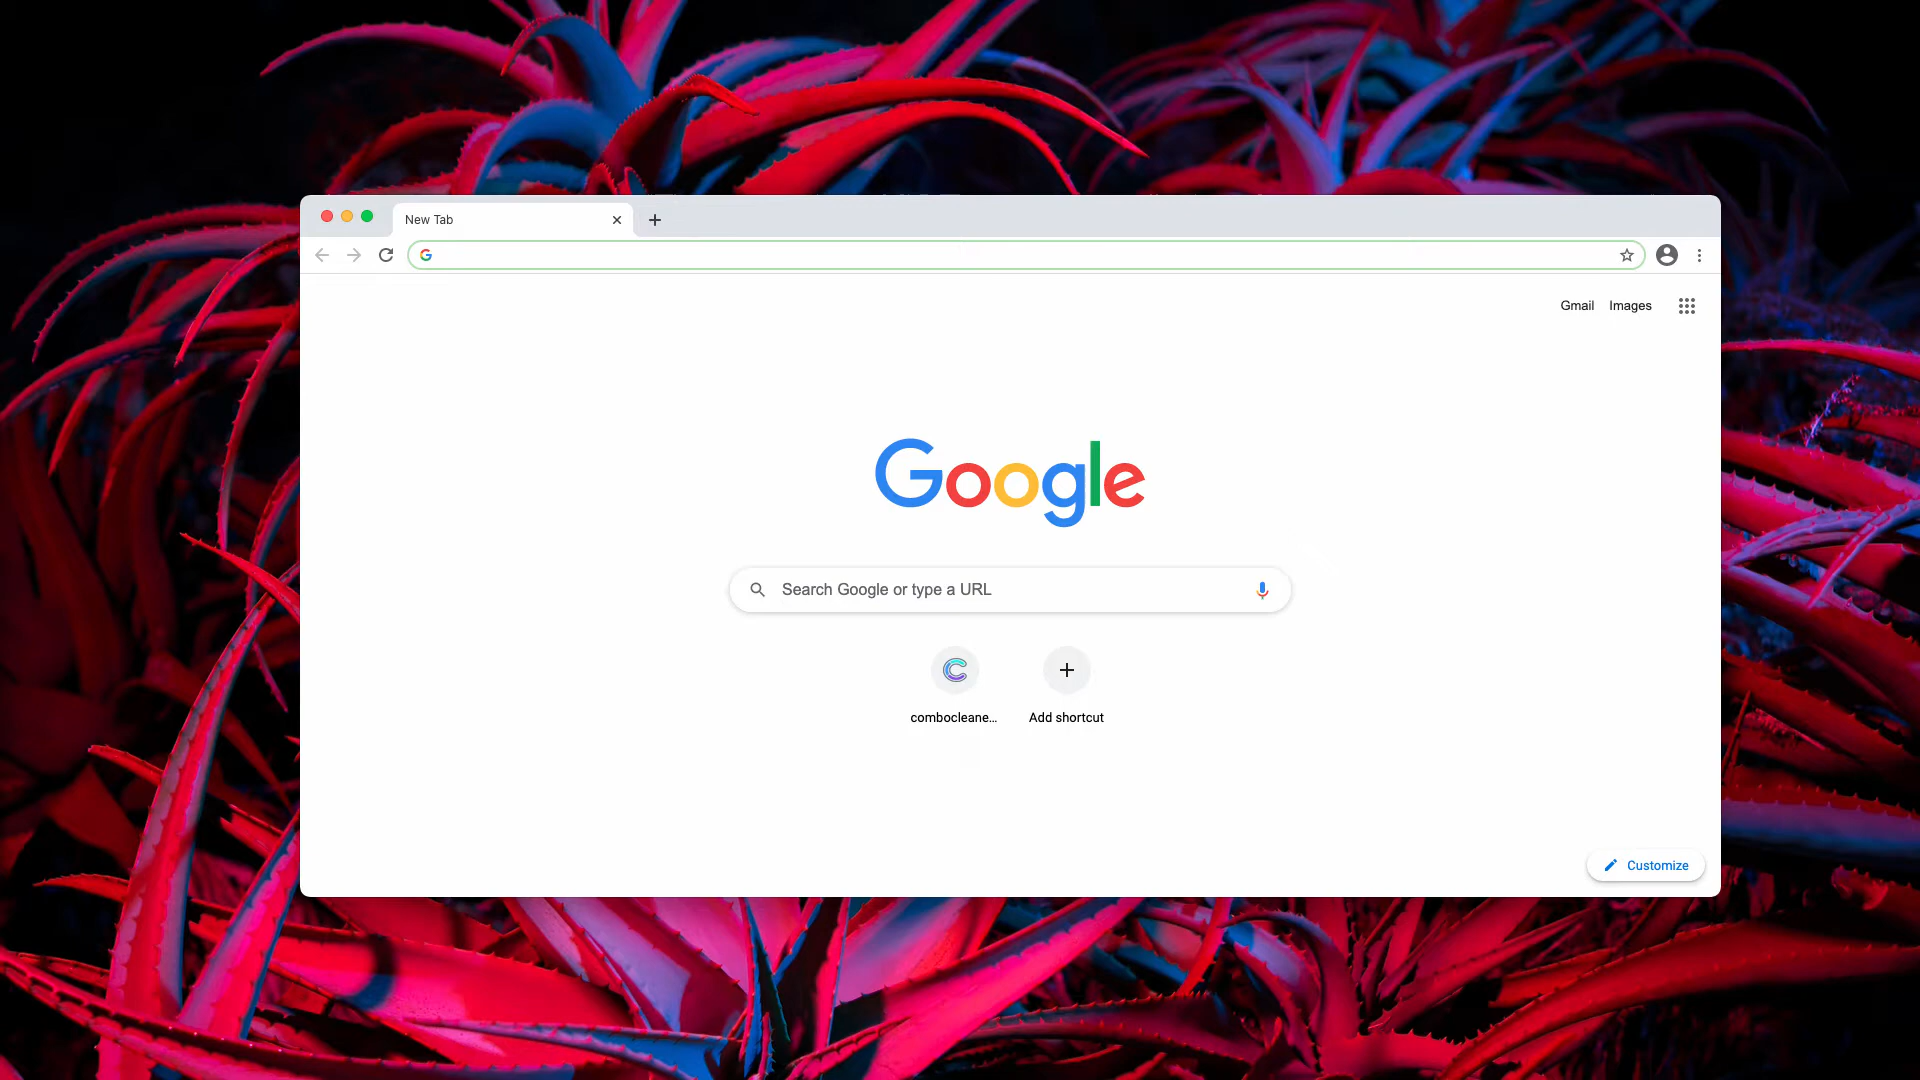 New Tab
Gmail Images
Google
Search Google or type a URL
combocleane...
Add shortcut
Customize